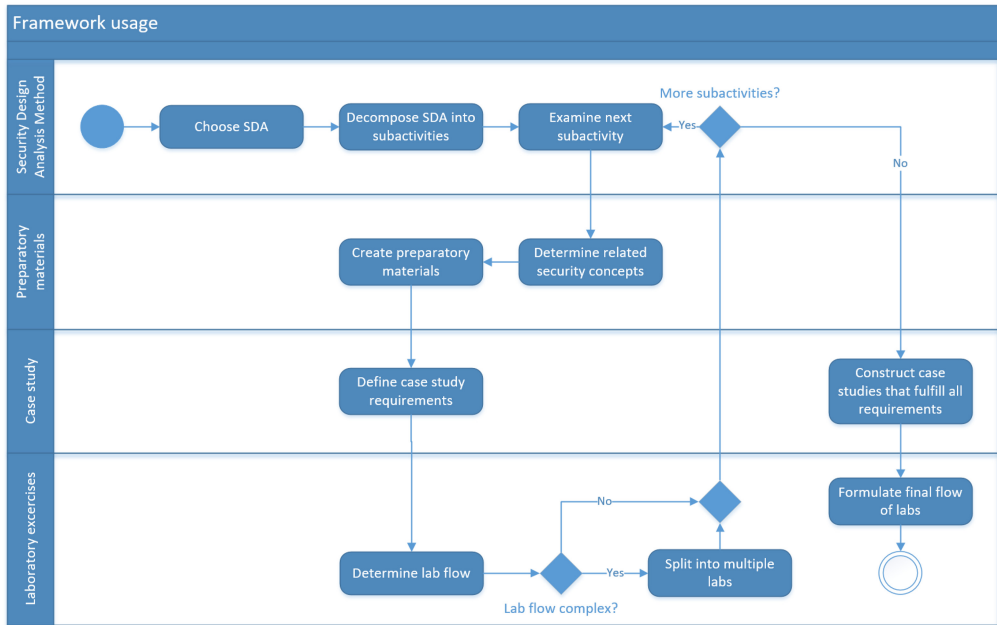 Framework usage
Security Design
Analysis Method
More subactivities?
Choose SDA
Decompose SDA into
subactivities
Examine next
subactivity
Yes
No
Preparatory
materials
Create preparatory
materials
Determine related
security concepts
Case study
Define case study
requirements
Construct case
studies that fulfill all
requirements
Laboratory excercises
No
Formulate final flow
of labs
Determine lab flow
Yes
Split into multiple
labs
Lab flow complex?